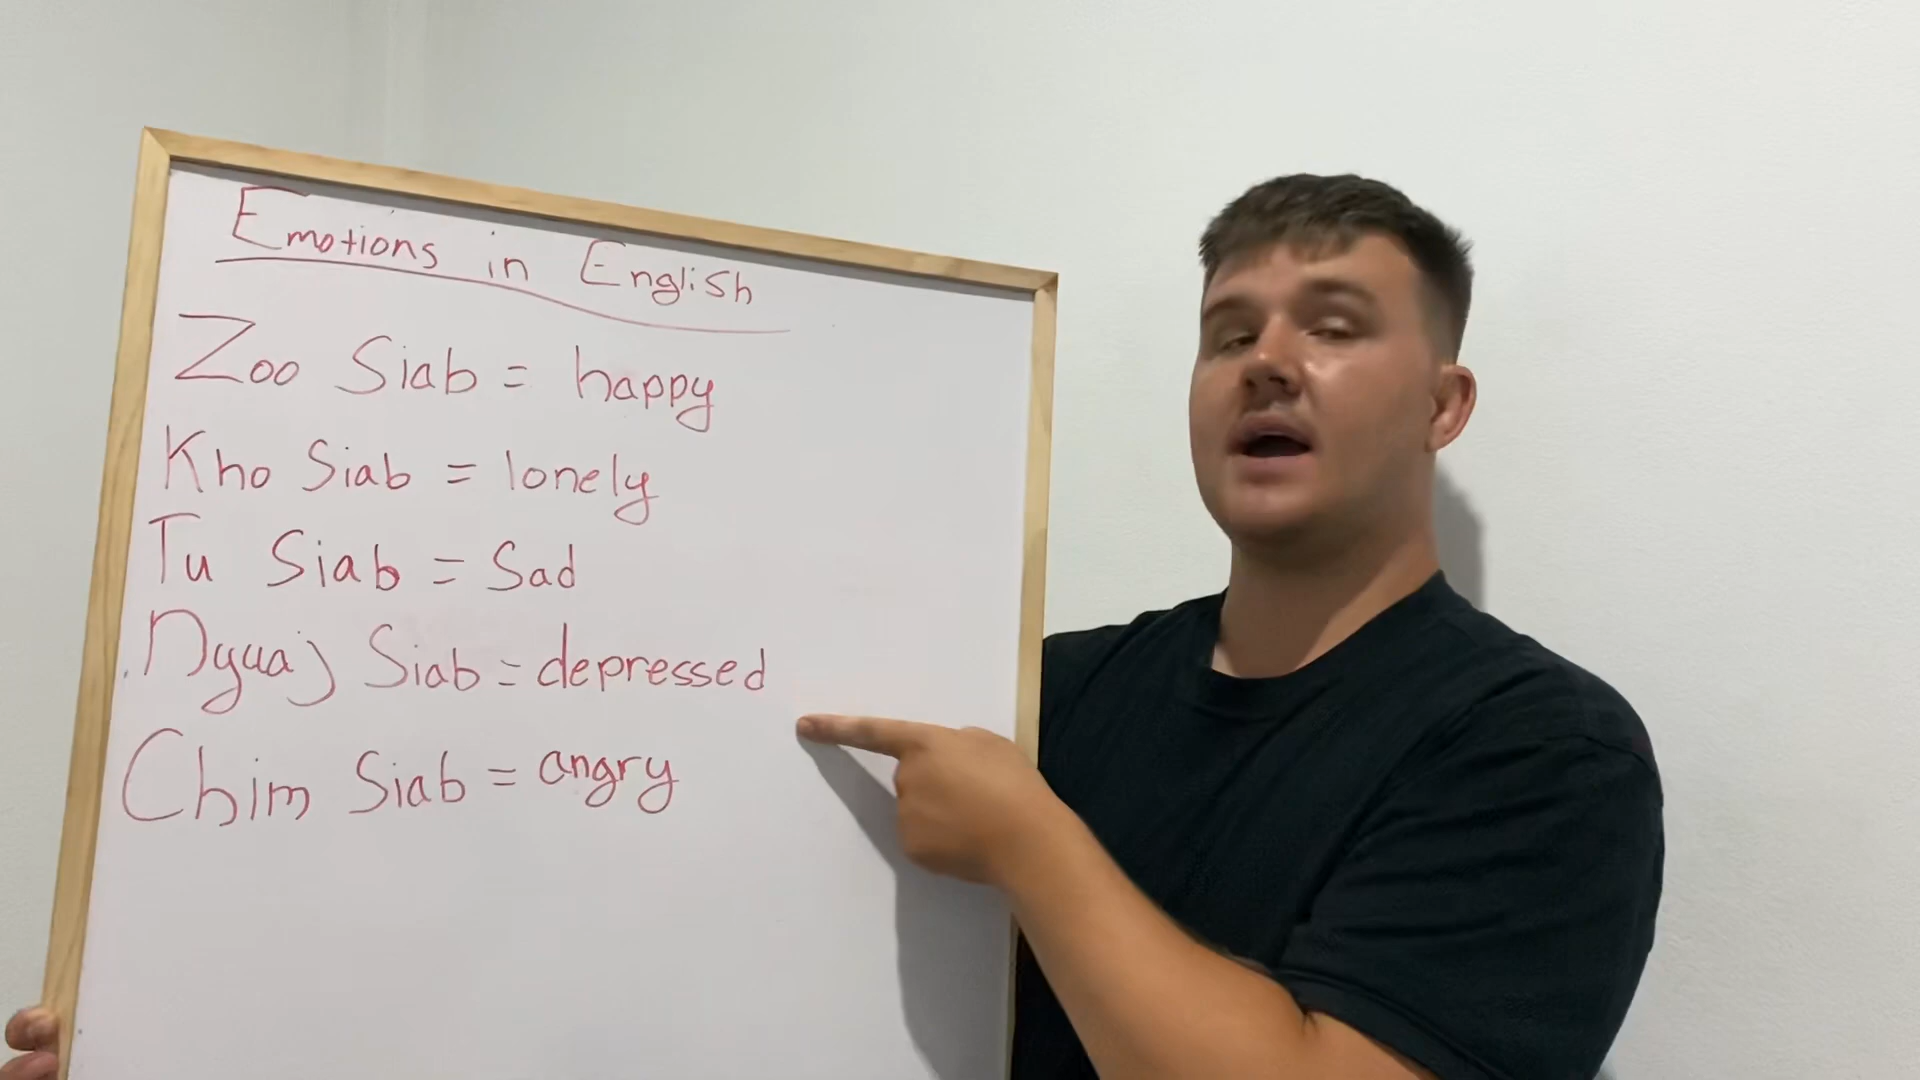 Emotions in English
Zoo Siab = happy
Kho Siab = lonely
Tu Siab = Sad
Nyuaj Siab = depressed
Chim Siab = angry